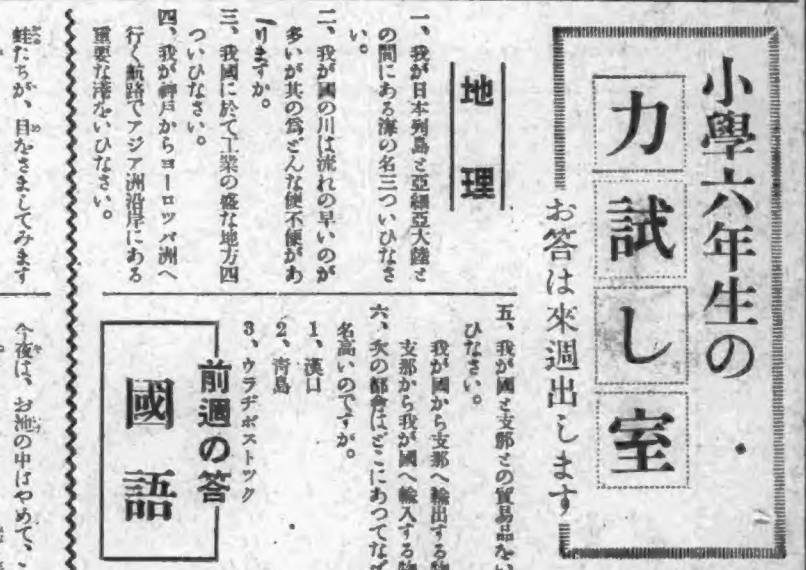 小學六年生の
力試し室
お答は來週出します
地理
一、我が日本列島と亞細亞大陸と
の間にある海の名三ついひなさ
い。
二、我が國の川は流れの早いのが
多いが其の爲どんな便不便があ
りますか。
三、我國に於て工業の盛な地方四
ついひなさい。
四、我が神戸からヨーロッパ洲へ
行く航路でアジア洲沿岸にある
重要な港をいひなさい。
五、我が國と支那との貿易品をい
ひなさい。
我が國から支那へ輸出する物
支那から我が國へ輸入する物
六、次の都會はどこにあつてなぜ
名高いのですか。
1、漢口
2、靑島
3、ウラヂボストツク
前週の答
國語
蛙たちが、目をさましてみます
今夜は、お池の中はやめて、